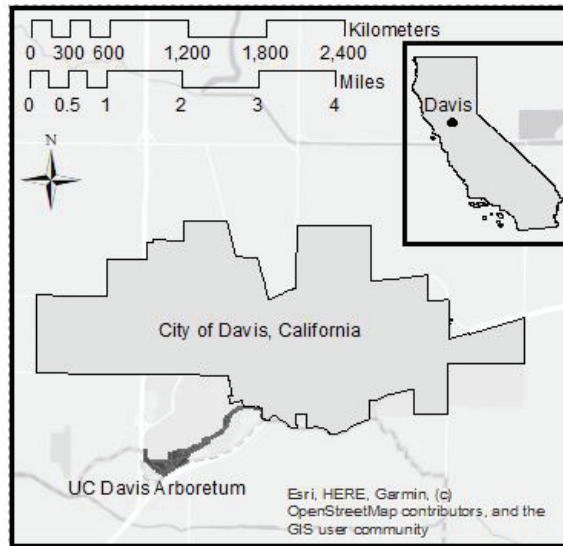 Kilometers
0 300 600 1,200 1,800 2,400
Miles
0 0.5 1 2 3 4
Davis
N
City of Davis, California
UC Davis Arboretum
Esri, HERE, Garmin, (c)
OpenStreetMap contributors, and the
GIS user community